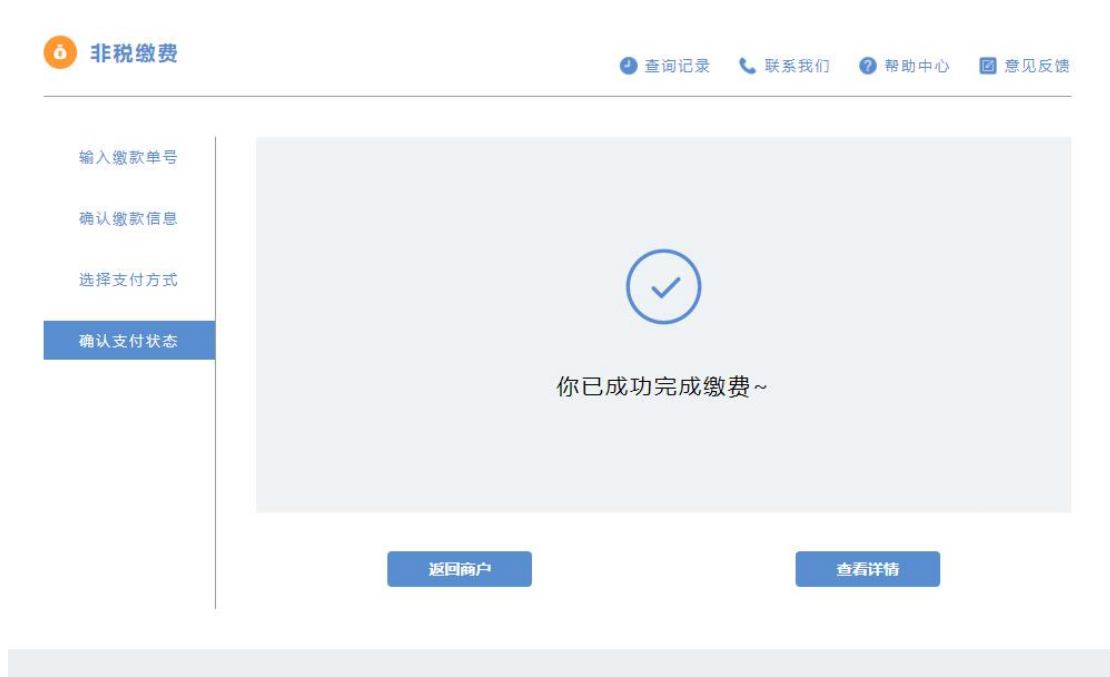 非税缴费
查询记录 联系我们 帮助中心 意见反馈
输入缴款单号
确认缴款信息
选择支付方式
确认支付状态
你已成功完成缴费~
返回商户 查看详情